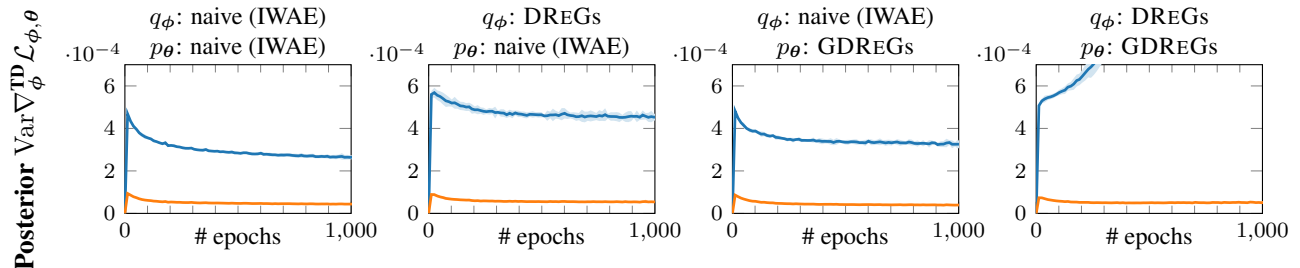 Posterior Var ∇_ϕ^TD 𝓛_ϕ,θ
q_ϕ: naive (IWAE)
p_θ: naive (IWAE)
·10⁻⁴
6
4
2
0
0
1,000
# epochs
q_ϕ: DREGS
p_θ: naive (IWAE)
·10⁻⁴
6
4
2
0
0
1,000
# epochs
q_ϕ: naive (IWAE)
p_θ: GDREGS
·10⁻⁴
6
4
2
0
0
1,000
# epochs
q_ϕ: DREGS
p_θ: GDREGS
·10⁻⁴
6
4
2
0
0
1,000
# epochs